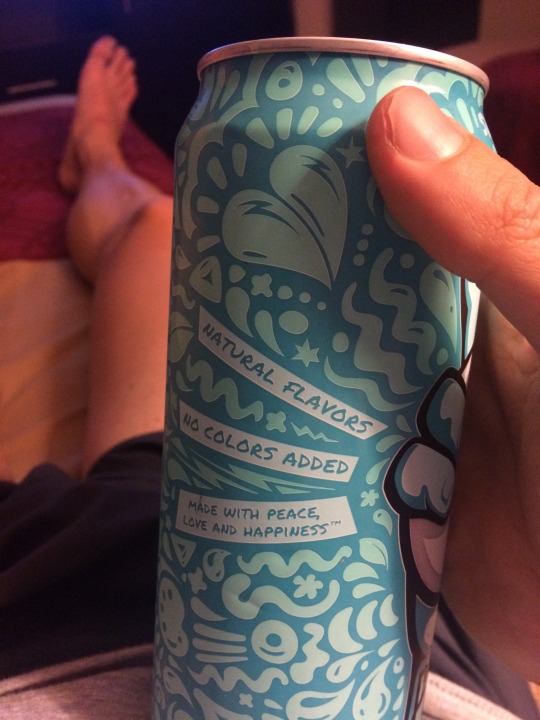 NATURAL FLAVORS
NO COLORS ADDED
MADE WITH PEACE,
LOVE AND HAPPINESS™